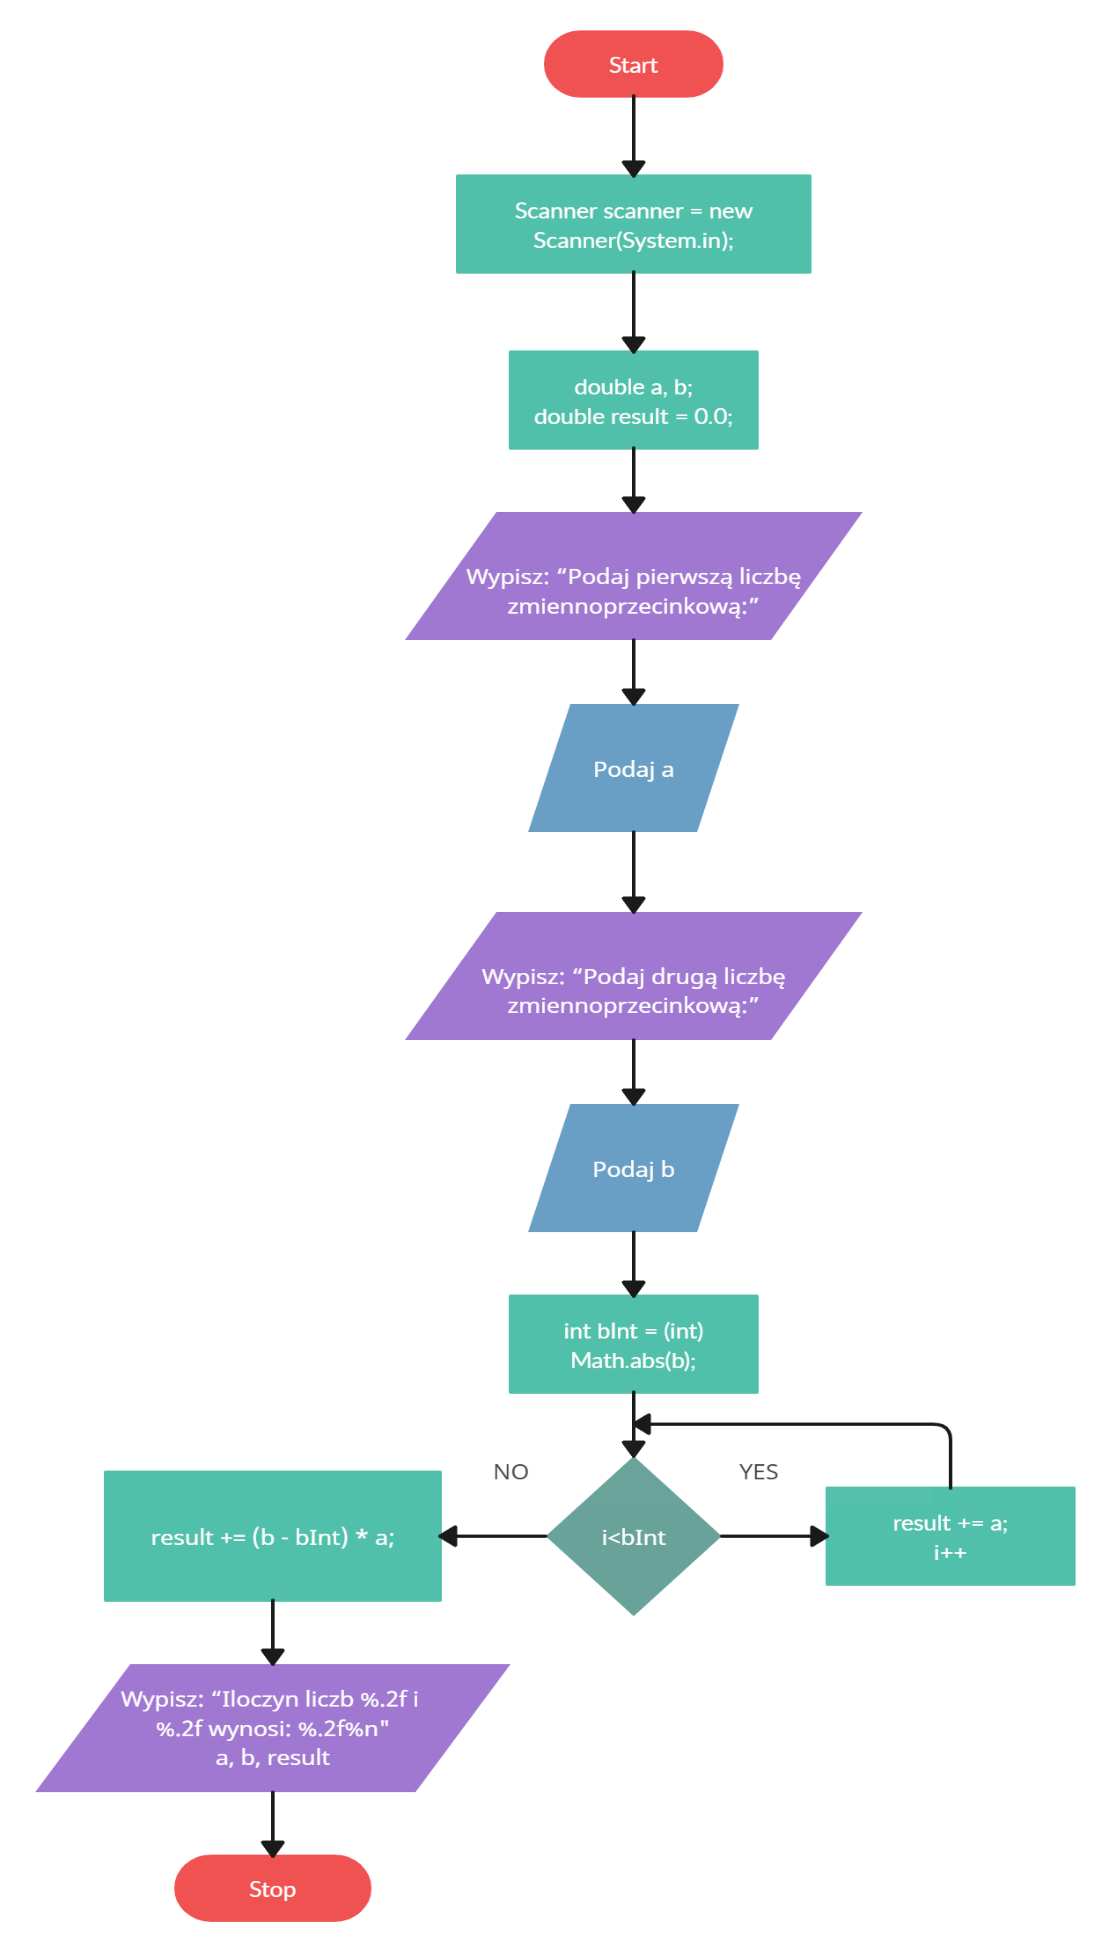 Start
Scanner scanner = new
Scanner(System.in);
double a, b;
double result = 0.0;
Wypisz: “Podaj pierwszą liczbę
zmiennoprzecinkową:”
Podaj a
Wypisz: “Podaj drugą liczbę
zmiennoprzecinkową:”
Podaj b
int bInt = (int)
Math.abs(b);
NO
YES
result += (b - bInt) * a;
i<bInt
result += a;
i++
Wypisz: “Iloczyn liczb %.2f i
%.2f wynosi: %.2f%n"
a, b, result
Stop